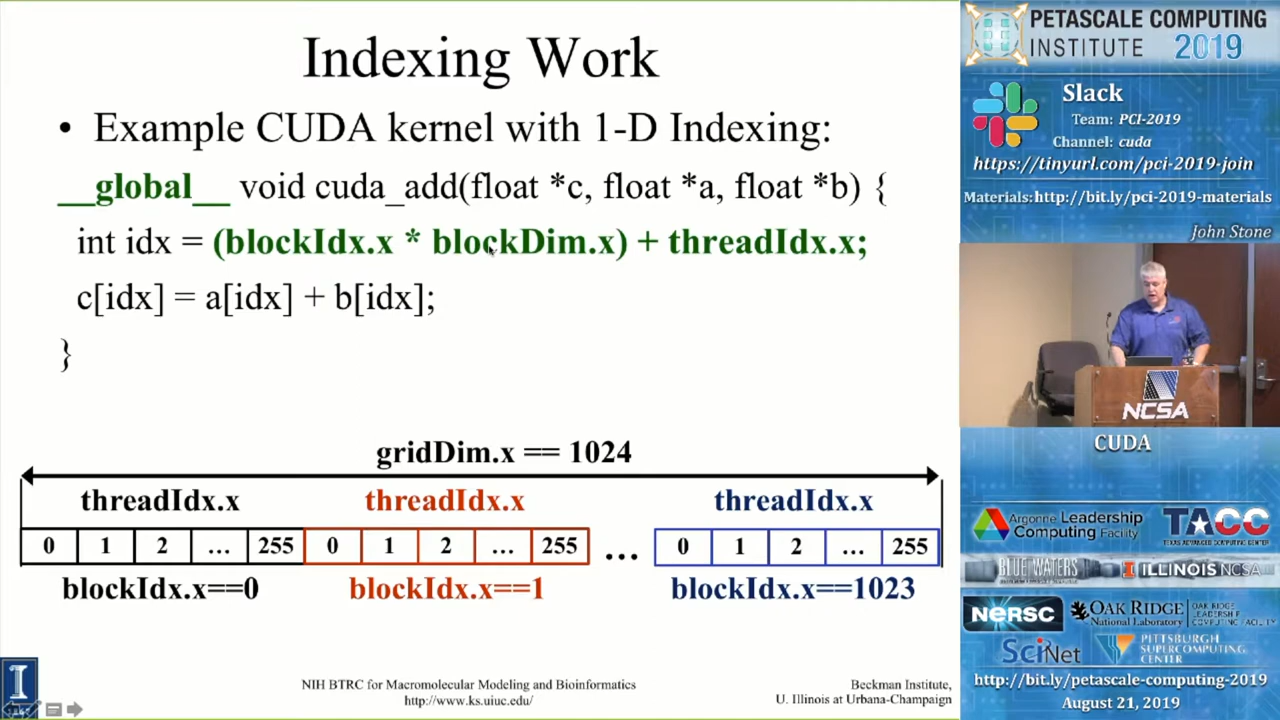 Indexing Work
• Example CUDA kernel with 1-D Indexing:
__global__ void cuda_add(float *c, float *a, float *b) {
int idx = (blockIdx.x * blockDim.x) + threadIdx.x;
c[idx] = a[idx] + b[idx];
}
gridDim.x == 1024
threadIdx.x threadIdx.x threadIdx.x
0 1 2 … 255 0 1 2 … 255 … 0 1 2 … 255
blockIdx.x==0 blockIdx.x==1 blockIdx.x==1023
NIH BTRC for Macromolecular Modeling and Bioinformatics
http://www.ks.uiuc.edu/
Beckman Institute,
U. Illinois at Urbana-Champaign
PETASCALE COMPUTING
INSTITUTE 2019
Slack
Team: PCI-2019
Channel: cuda
https://tinyurl.com/pci-2019-join
Materials:http://bit.ly/pci-2019-materials
John Stone
NCSA
CUDA
Argonne Leadership
Computing Facility
TACC
TEXAS ADVANCED COMPUTING CENTER
BLUE WATERS
I ILLINOIS NCSA
NERSC
OAK RIDGE
National Laboratory
OAK RIDGE
LEADERSHIP
COMPUTING FACILITY
SciNet
PITTSBURGH
SUPERCOMPUTING
CENTER
http://bit.ly/petascale-computing-2019
August 21, 2019